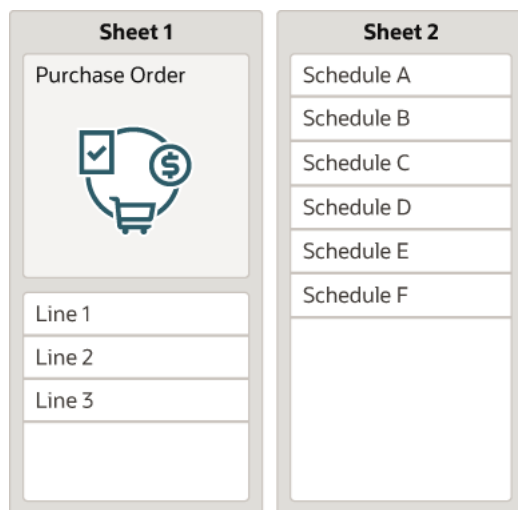 Sheet 1
Purchase Order
$
Line 1
Line 2
Line 3
Sheet 2
Schedule A
Schedule B
Schedule C
Schedule D
Schedule E
Schedule F